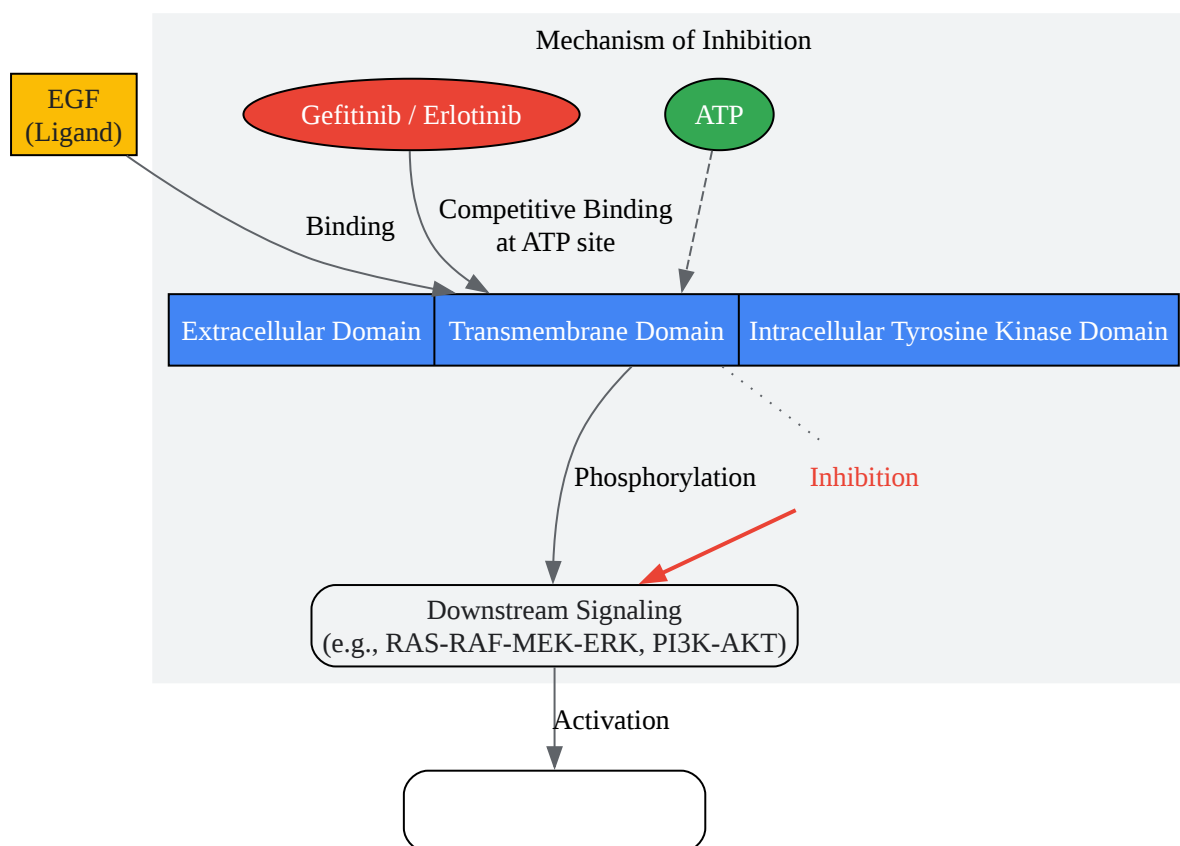 Mechanism of Inhibition
EGF
(Ligand)
Gefitinib / Erlotinib
ATP
Binding
Competitive Binding
at ATP site
Extracellular Domain
Transmembrane Domain
Intracellular Tyrosine Kinase Domain
Phosphorylation
Inhibition
Downstream Signaling
(e.g., RAS-RAF-MEK-ERK, PI3K-AKT)
Activation